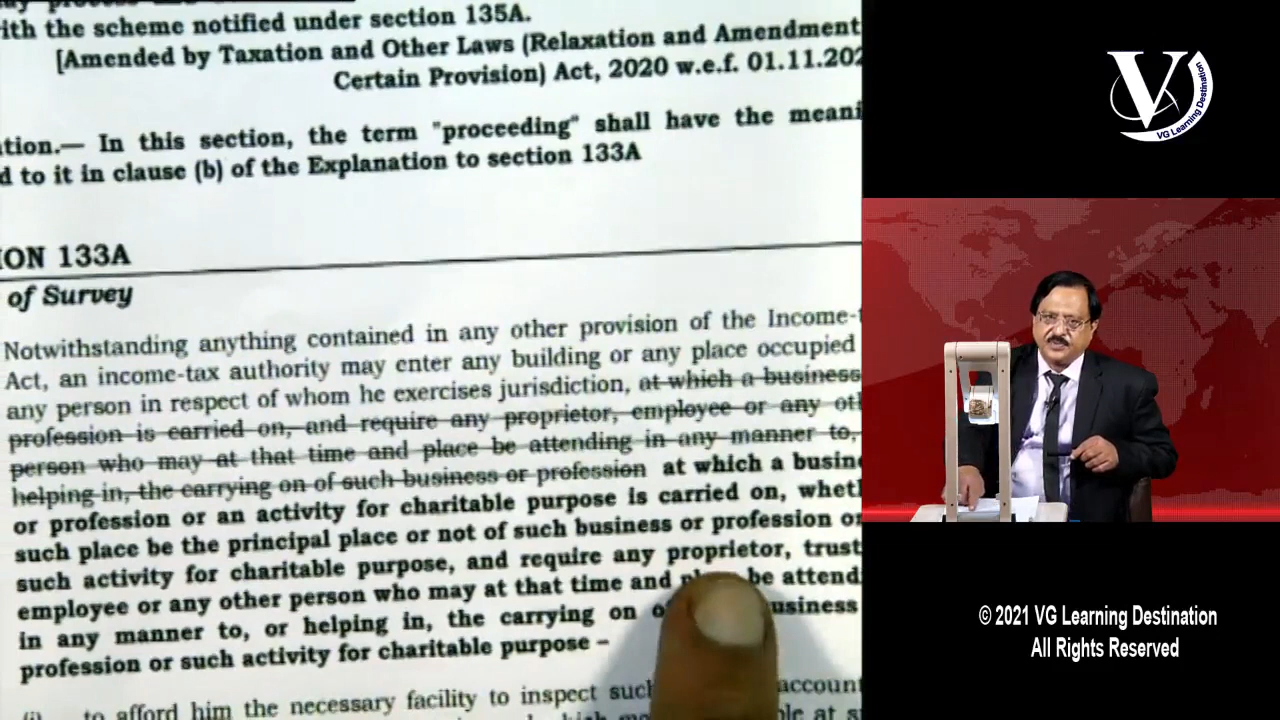 with the scheme notified under section 135A.
[Amended by Taxation and Other Laws (Relaxation and Amendment
Certain Provision) Act, 2020 w.e.f. 01.11.202
tion.— In this section, the term "proceeding" shall have the meani
d to it in clause (b) of the Explanation to section 133A
ION 133A
of Survey
Notwithstanding anything contained in any other provision of the Income-t
Act, an income-tax authority may enter any building or any place occupied
any person in respect of whom he exercises jurisdiction, at which a business
profession is carried on, and require any proprietor, employee or any oth
person who may at that time and place be attending in any manner to,
helping in, the carrying on of such business or profession at which a busine
or profession or an activity for charitable purpose is carried on, wheth
such place be the principal place or not of such business or profession or
such activity for charitable purpose, and require any proprietor, trust
employee or any other person who may at that time and be attend
in any manner to, or helping in, the carrying on
profession or such activity for charitable purpose –
(i) to afford him the necessary facility to inspect account
V
VG Learning Destination
© 2021 VG Learning Destination
All Rights Reserved